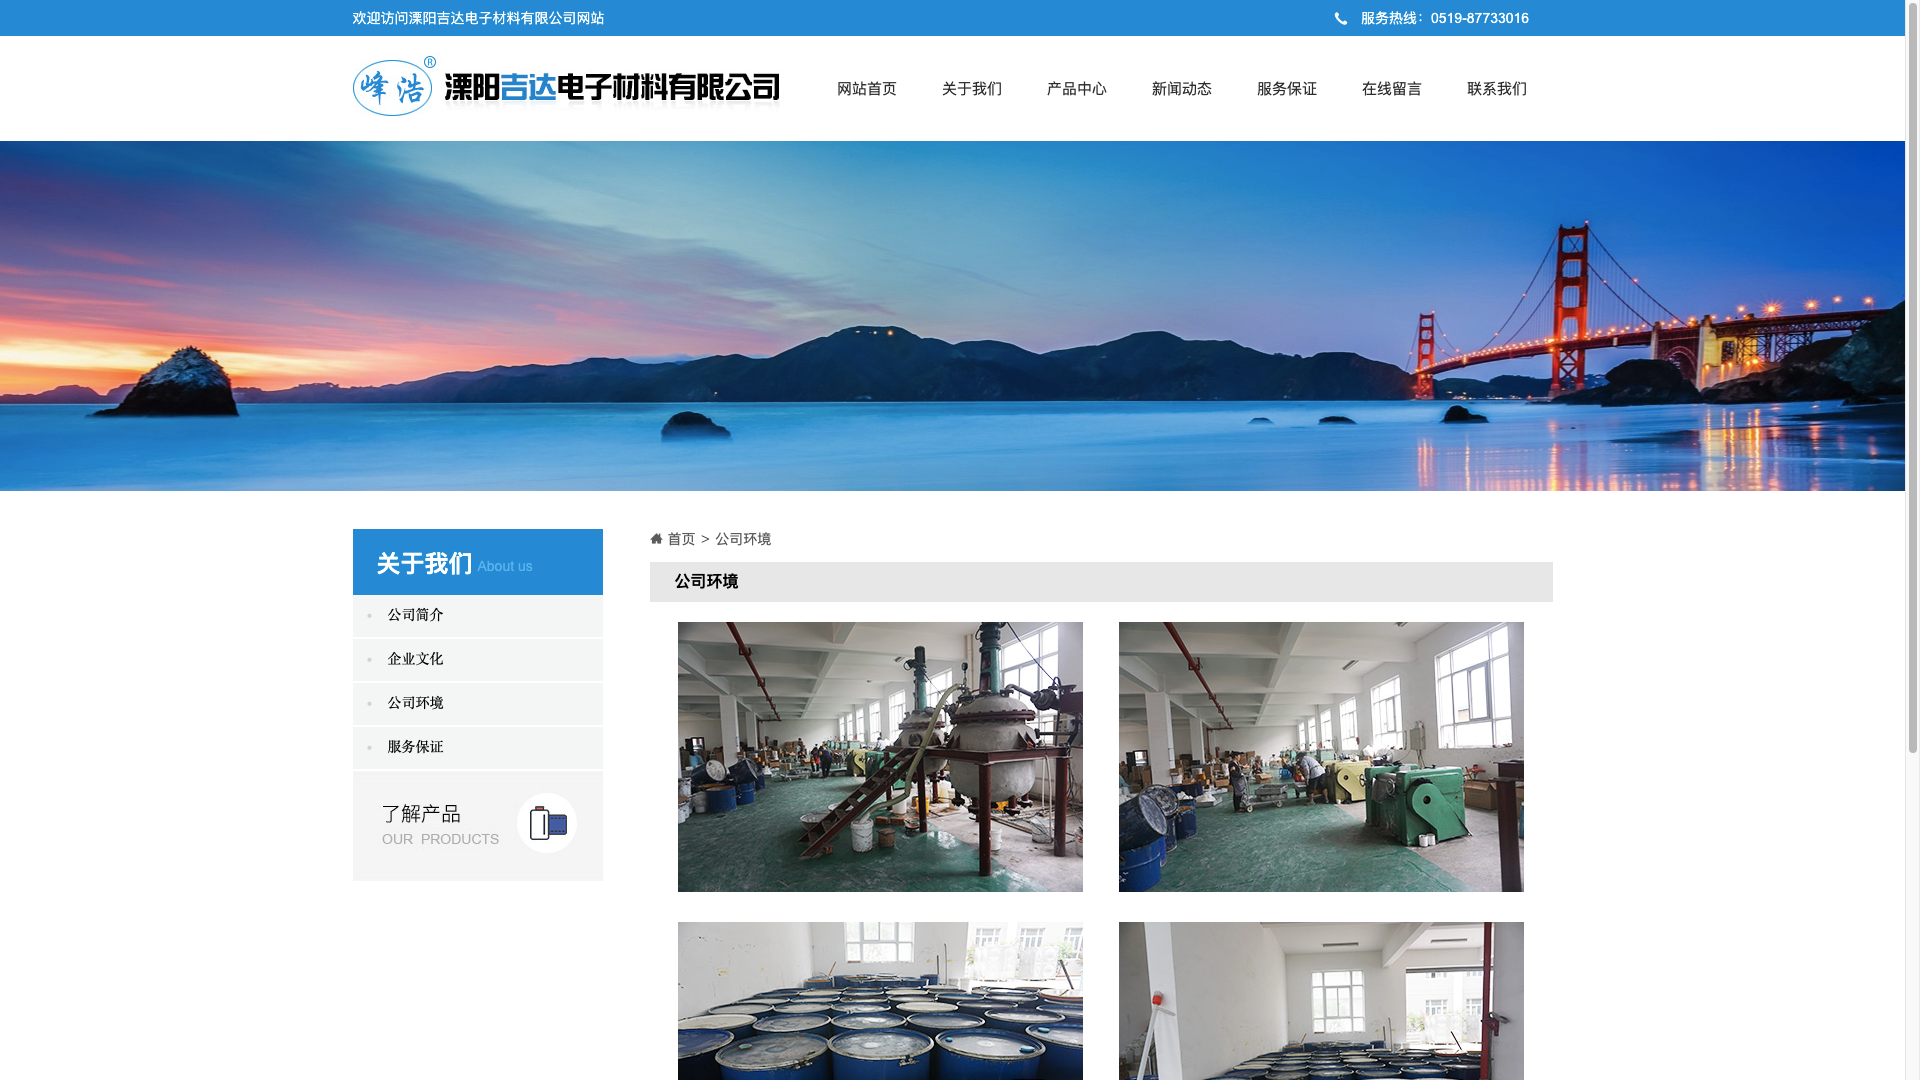 欢迎访问溧阳吉达电子材料有限公司网站
服务热线：0519-87733016
峰浩®
溧阳吉达电子材料有限公司
网站首页 关于我们 产品中心 新闻动态 服务保证 在线留言 联系我们
首页 > 公司环境
关于我们 About us
公司简介
企业文化
公司环境
服务保证
了解产品
OUR PRODUCTS
公司环境